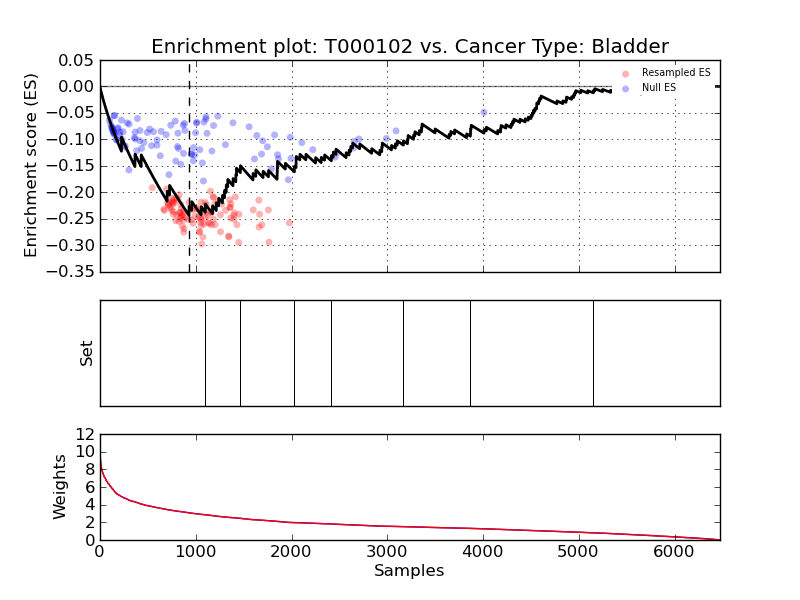 Enrichment plot: T000102 vs. Cancer Type: Bladder
Enrichment score (ES)
0.05
0.00
−0.05
−0.10
−0.15
−0.20
−0.25
−0.30
−0.35
Resampled ES
Null ES
Set
Weights
12
10
8
6
4
2
0
0 1000 2000 3000 4000 5000 6000
Samples